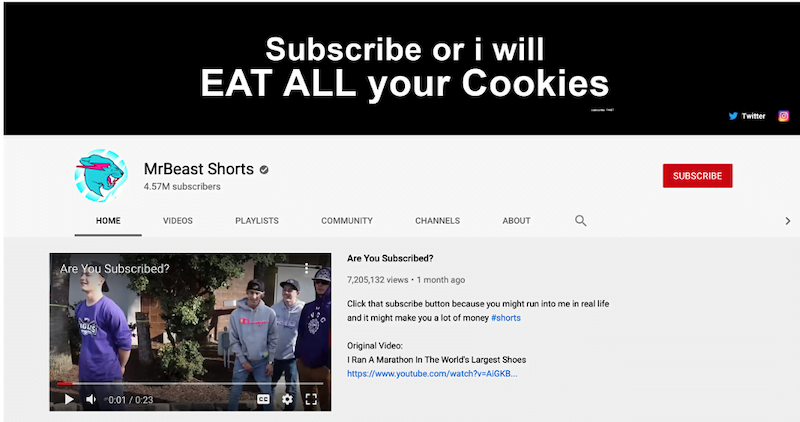 Subscribe or i will
EAT ALL your Cookies
Twitter
MrBeast Shorts
4.57M subscribers
SUBSCRIBE
HOME VIDEOS PLAYLISTS COMMUNITY CHANNELS ABOUT
Are You Subscribed?
0:01 / 0:23
CC
Are You Subscribed?
7,205,132 views • 1 month ago
Click that subscribe button because you might run into me in real life
and it might make you a lot of money #shorts
Original Video:
I Ran A Marathon In The World's Largest Shoes
https://www.youtube.com/watch?v=AiGKB...